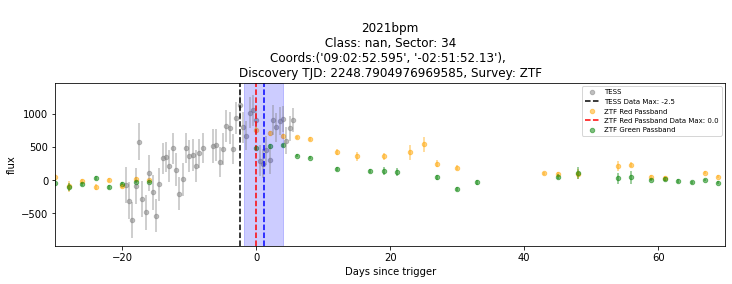 2021bpm
Class: nan, Sector: 34
Coords:('09:02:52.595', '-02:51:52.13'),
Discovery TJD: 2248.7904976969585, Survey: ZTF
TESS
TESS Data Max: -2.5
ZTF Red Passband
ZTF Red Passband Data Max: 0.0
ZTF Green Passband
flux
1000
500
0
−500
−20
0
20
40
60
Days since trigger